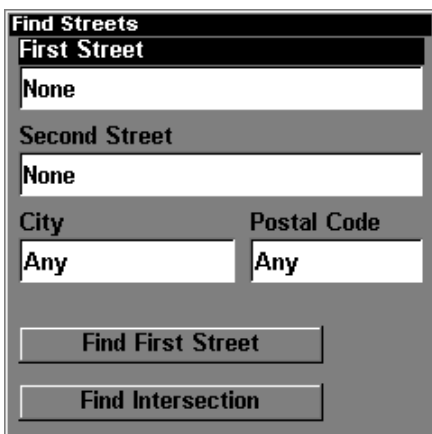 Find Streets
First Street
None
Second Street
None
City Postal Code
Any Any
Find First Street
Find Intersection